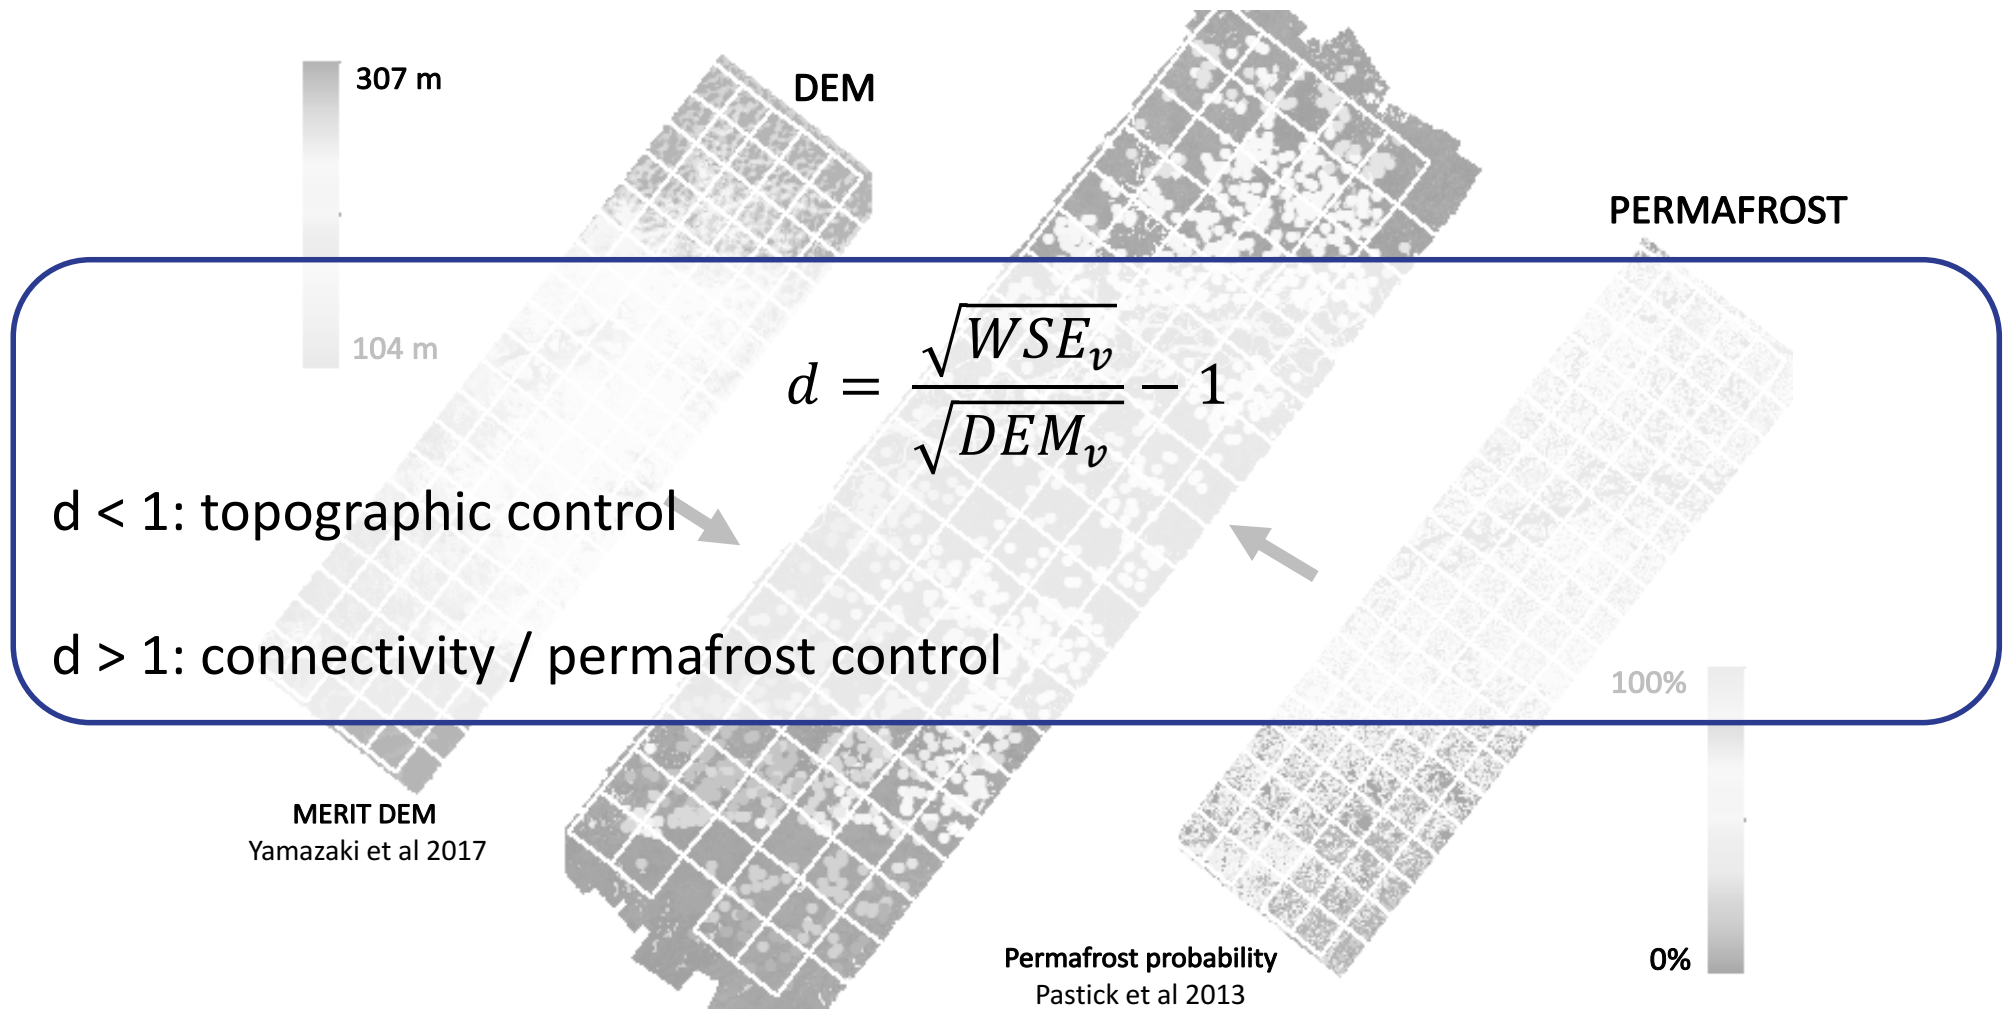 307 m
DEM
PERMAFROST
104 m
d = √WSE_v / √DEM_v − 1
d < 1: topographic control
d > 1: connectivity / permafrost control
100%
MERIT DEM
Yamazaki et al 2017
Permafrost probability
Pastick et al 2013
0%